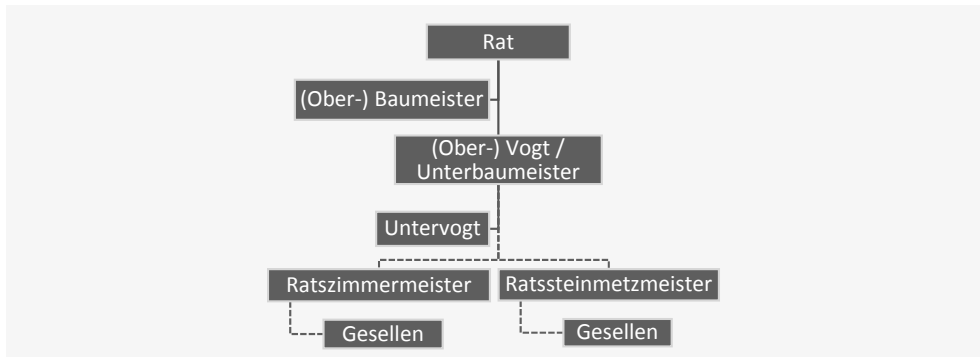 Rat
(Ober-) Baumeister
(Ober-) Vogt /
Unterbaumeister
Untervogt
Ratszimmermeister
Ratssteinmetzmeister
Gesellen
Gesellen